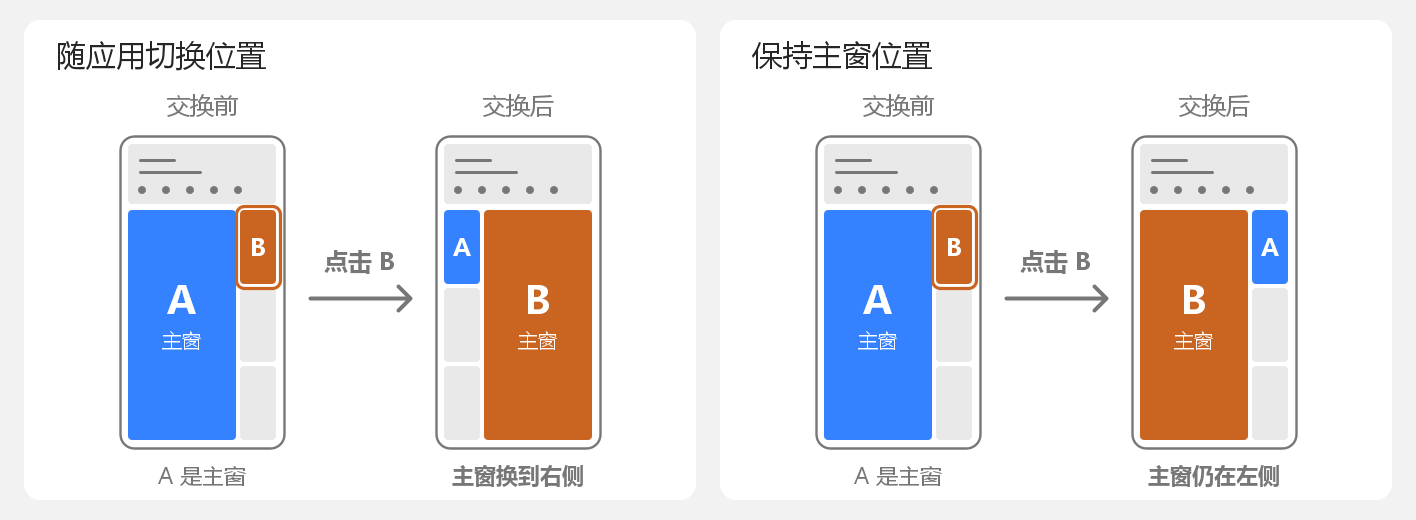 随应用切换位置
交换前
交换后
A
主窗
B
点击 B
A
B
主窗
A 是主窗
主窗换到右侧
保持主窗位置
交换前
交换后
A
主窗
B
点击 B
B
主窗
A
A 是主窗
主窗仍在左侧